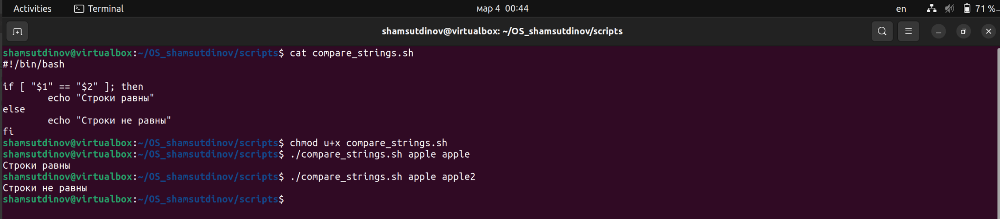 Activities Terminal мар 4 00:44 en 71 %
shamsutdinov@virtualbox: ~/OS_shamsutdinov/scripts
shamsutdinov@virtualbox:~/OS_shamsutdinov/scripts$ cat compare_strings.sh
#!/bin/bash
if [ "$1" == "$2" ]; then
        echo "Строки равны"
else
        echo "Строки не равны"
fi
shamsutdinov@virtualbox:~/OS_shamsutdinov/scripts$ chmod u+x compare_strings.sh
shamsutdinov@virtualbox:~/OS_shamsutdinov/scripts$ ./compare_strings.sh apple apple
Строки равны
shamsutdinov@virtualbox:~/OS_shamsutdinov/scripts$ ./compare_strings.sh apple apple2
Строки не равны
shamsutdinov@virtualbox:~/OS_shamsutdinov/scripts$